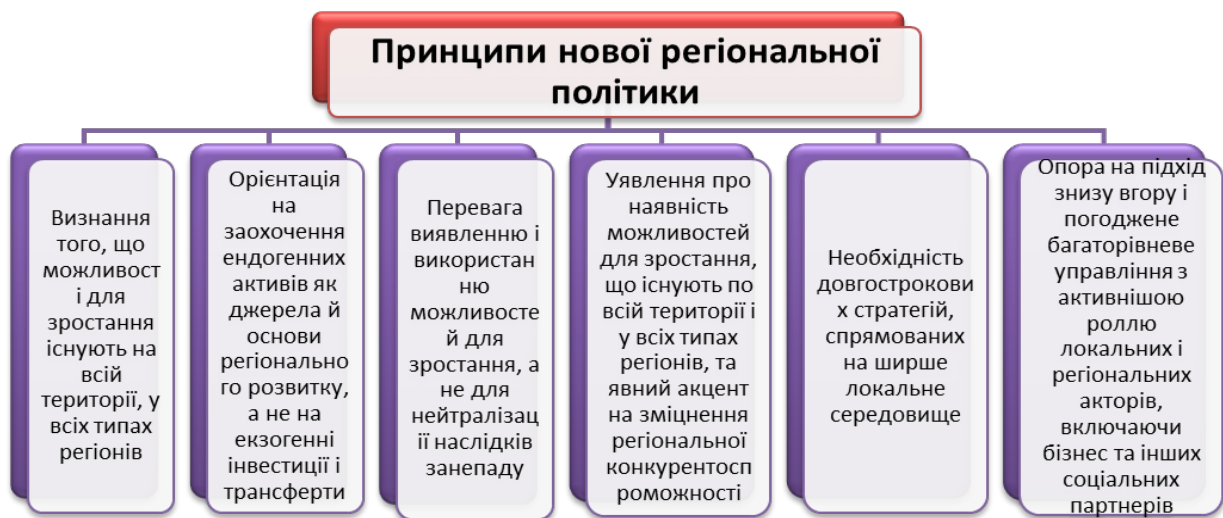 Принципи нової регіональної
політики
Визнання
того, що
можливост
і для
зростання
існують на
всій
території, у
всіх типах
регіонів
Орієнтація
на
заохочення
ендогенних
активів як
джерела й
основи
регіонально
го розвитку,
а не на
екзогенні
інвестиції і
трансферти
Перевага
виявленню і
використан
ню
можливосте
й для
зростання, а
не для
нейтралізац
ії наслідків
занепаду
Уявлення про
наявність
можливостей
для зростання,
що існують по
всій території і
у всіх типах
регіонів, та
явний акцент
на зміцнення
регіональної
конкурентосп
роможності
Необхідність
довгострокови
х стратегій,
спрямованих
на ширше
локальне
середовище
Опора на підхід
знизу вгору і
погоджене
багаторівневе
управління з
активнішою
роллю
локальних і
регіональних
акторів,
включаючи
бізнес та інших
соціальних
партнерів